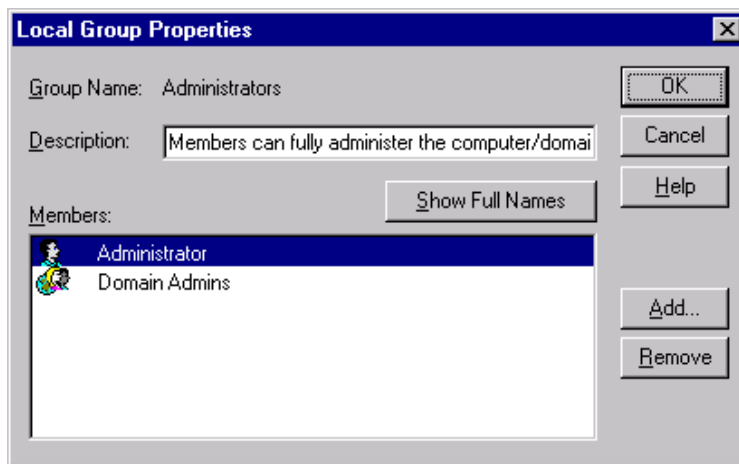 Local Group Properties
Group Name: Administrators
OK
Description: Members can fully administer the computer/domai
Cancel
Show Full Names
Help
Members:
Administrator
Domain Admins
Add...
Remove